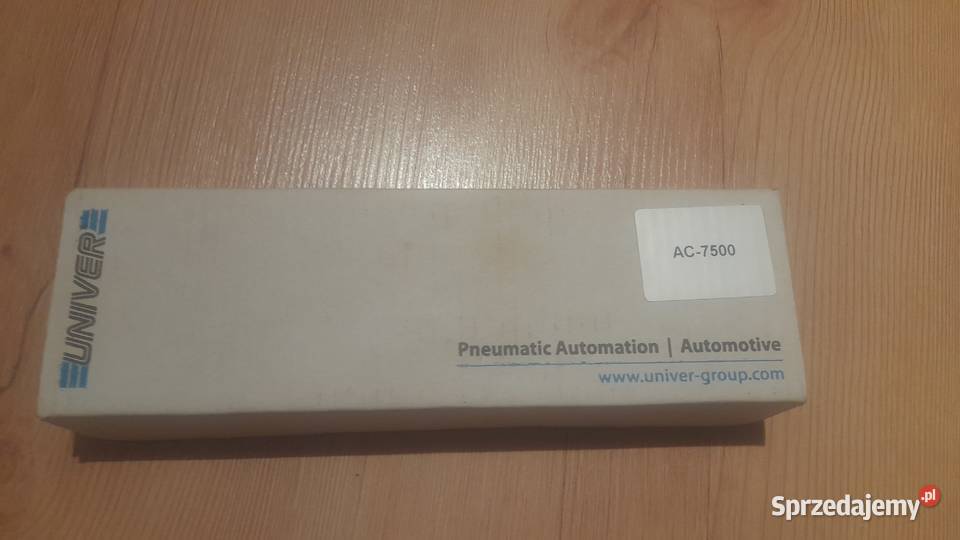 UNIVER
AC-7500
Pneumatic Automation | Automotive
www.univer-group.com
Sprzedajemy.pl